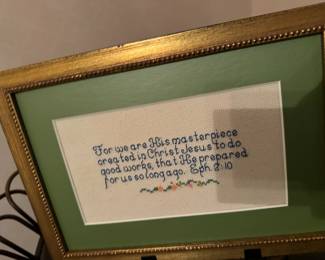 For we are His masterpiece
created in Christ Jesus to do
good works, that He prepared
for us so long ago. Eph. 2:10